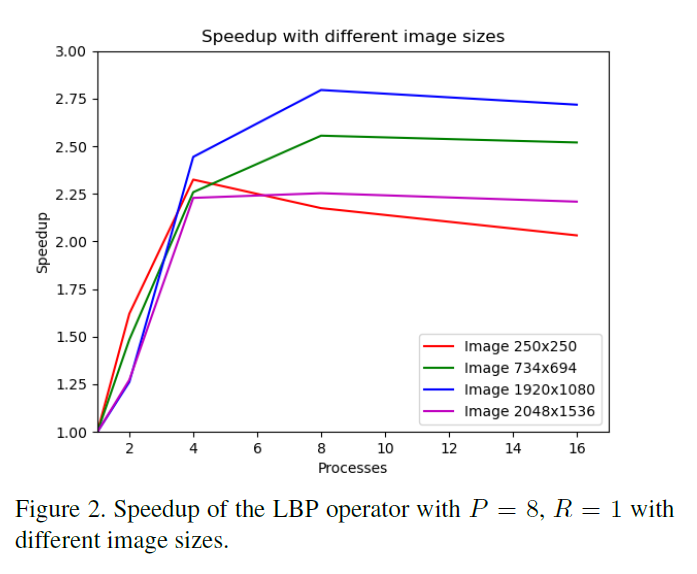 Speedup with different image sizes
3.00
2.75
2.50
2.25
2.00
1.75
1.50
1.25
1.00
Speedup
2 4 6 8 10 12 14 16
Processes
Image 250x250
Image 734x694
Image 1920x1080
Image 2048x1536
Figure 2. Speedup of the LBP operator with P = 8, R = 1 with
different image sizes.